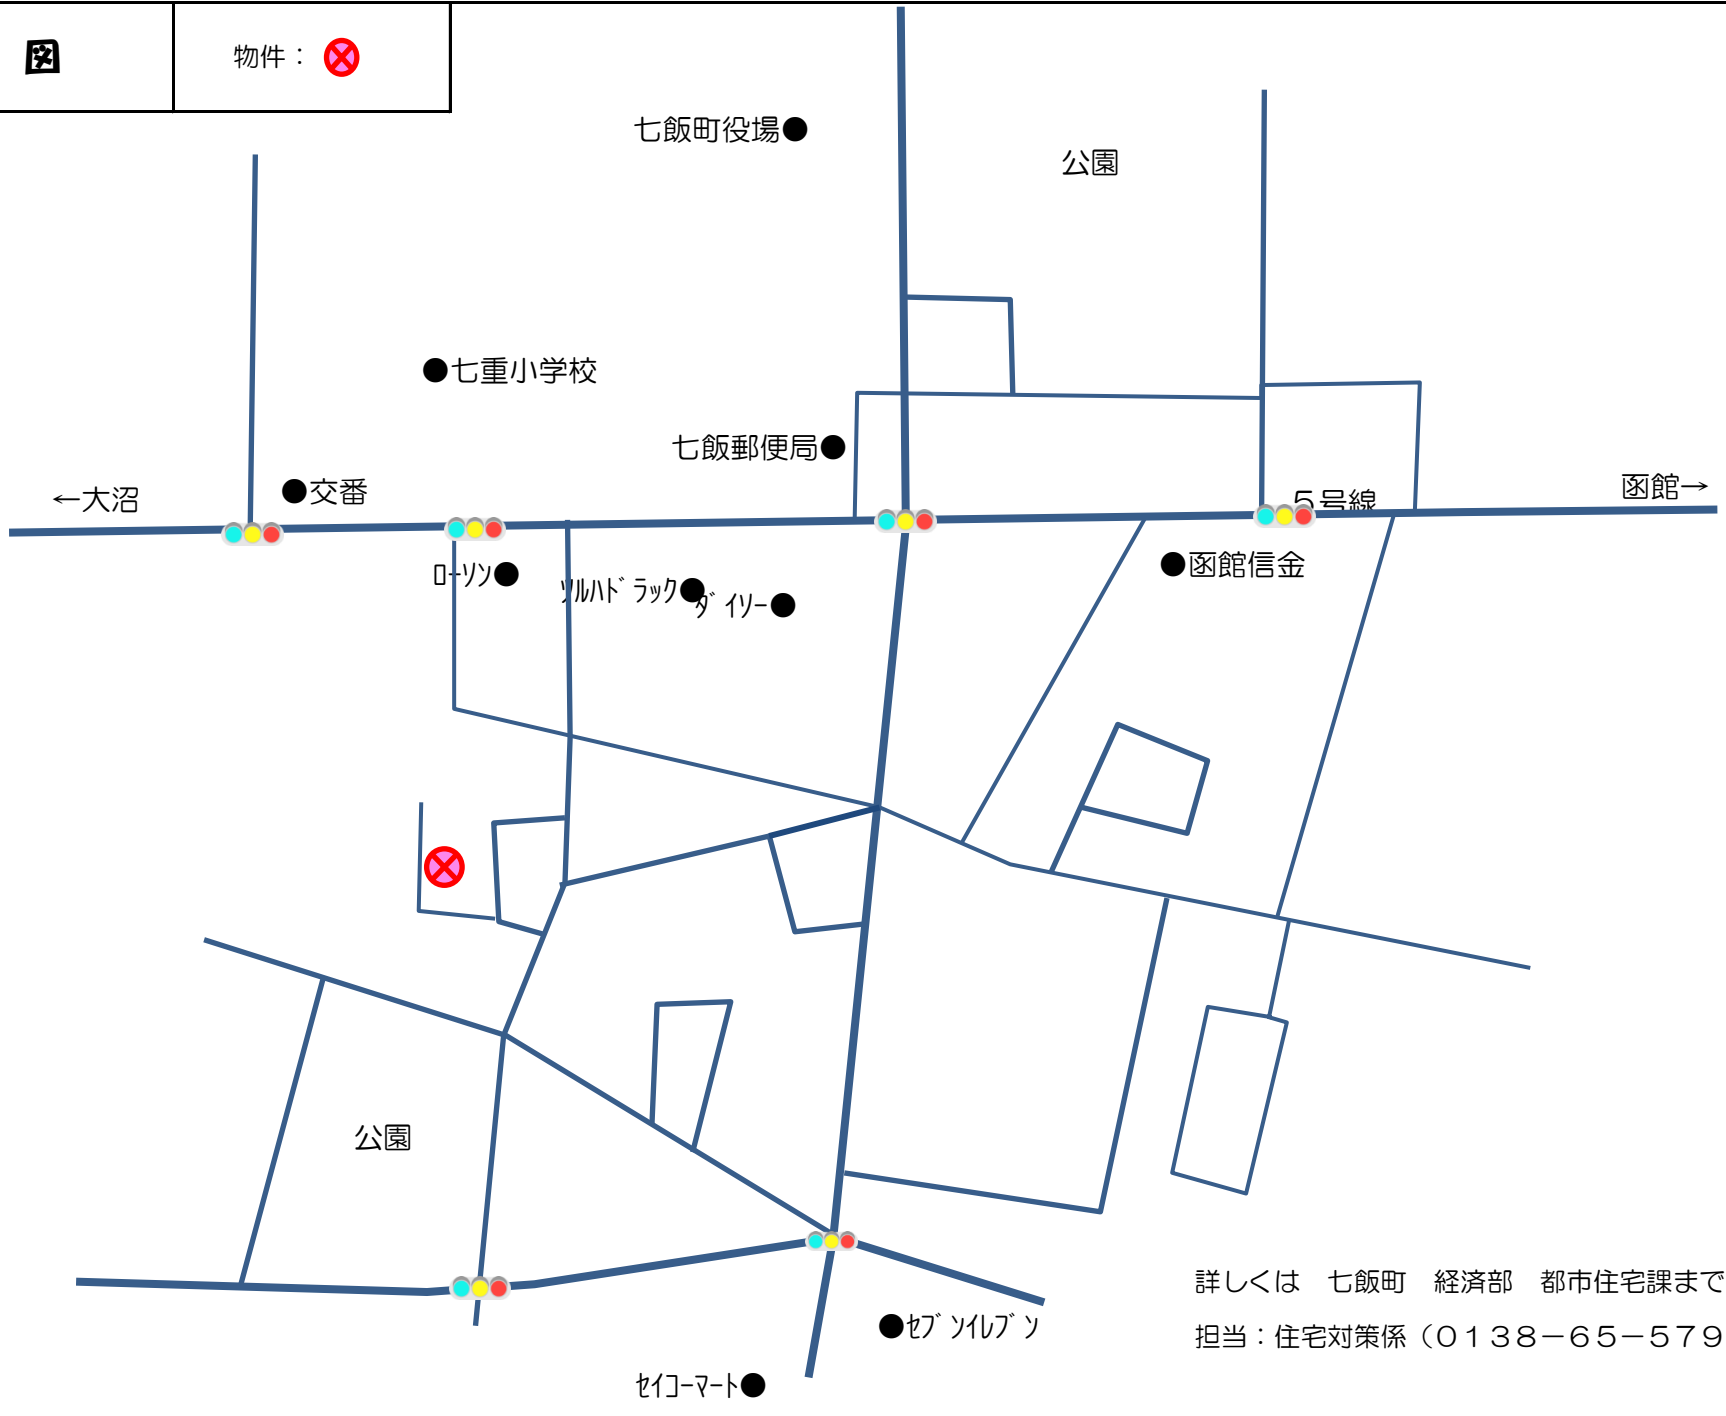 図
物件：
七飯町役場●
公園
●七重小学校
七飯郵便局●
←大沼
●交番
5号線
函館→
ﾛｰｿﾝ●
ﾂﾙﾊﾄﾞﾗｯｸ●
ﾀﾞｲｿｰ●
●函館信金
公園
●ｾﾌﾞﾝｲﾚﾌﾞﾝ
ｾｲｺｰﾏｰﾄ●
詳しくは　七飯町　経済部　都市住宅課まで
担当：住宅対策係（０１３８－６５－５７９